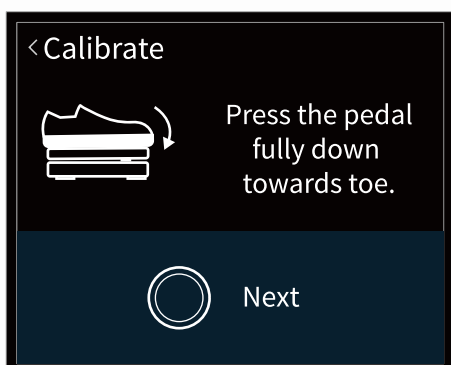 Calibrate
Press the pedal
fully down
towards toe.
Next